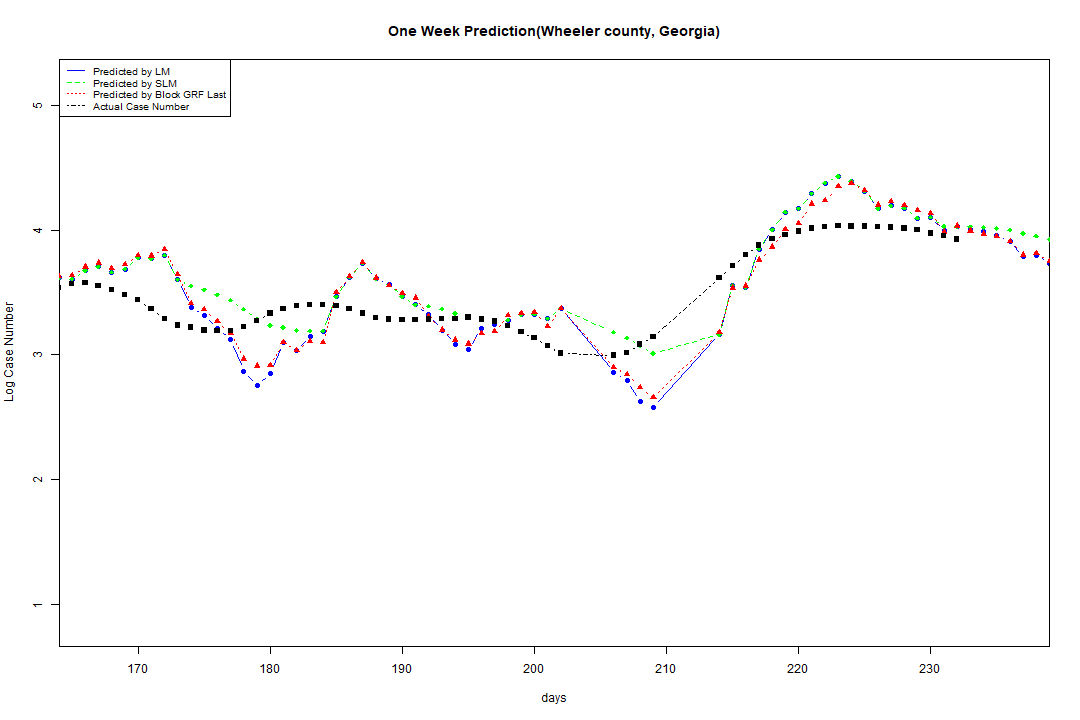 One Week Prediction(Wheeler county, Georgia)
Predicted by LM
Predicted by SLM
Predicted by Block GRF Last
Actual Case Number
5
4
3
2
1
Log Case Number
170 180 190 200 210 220 230
days